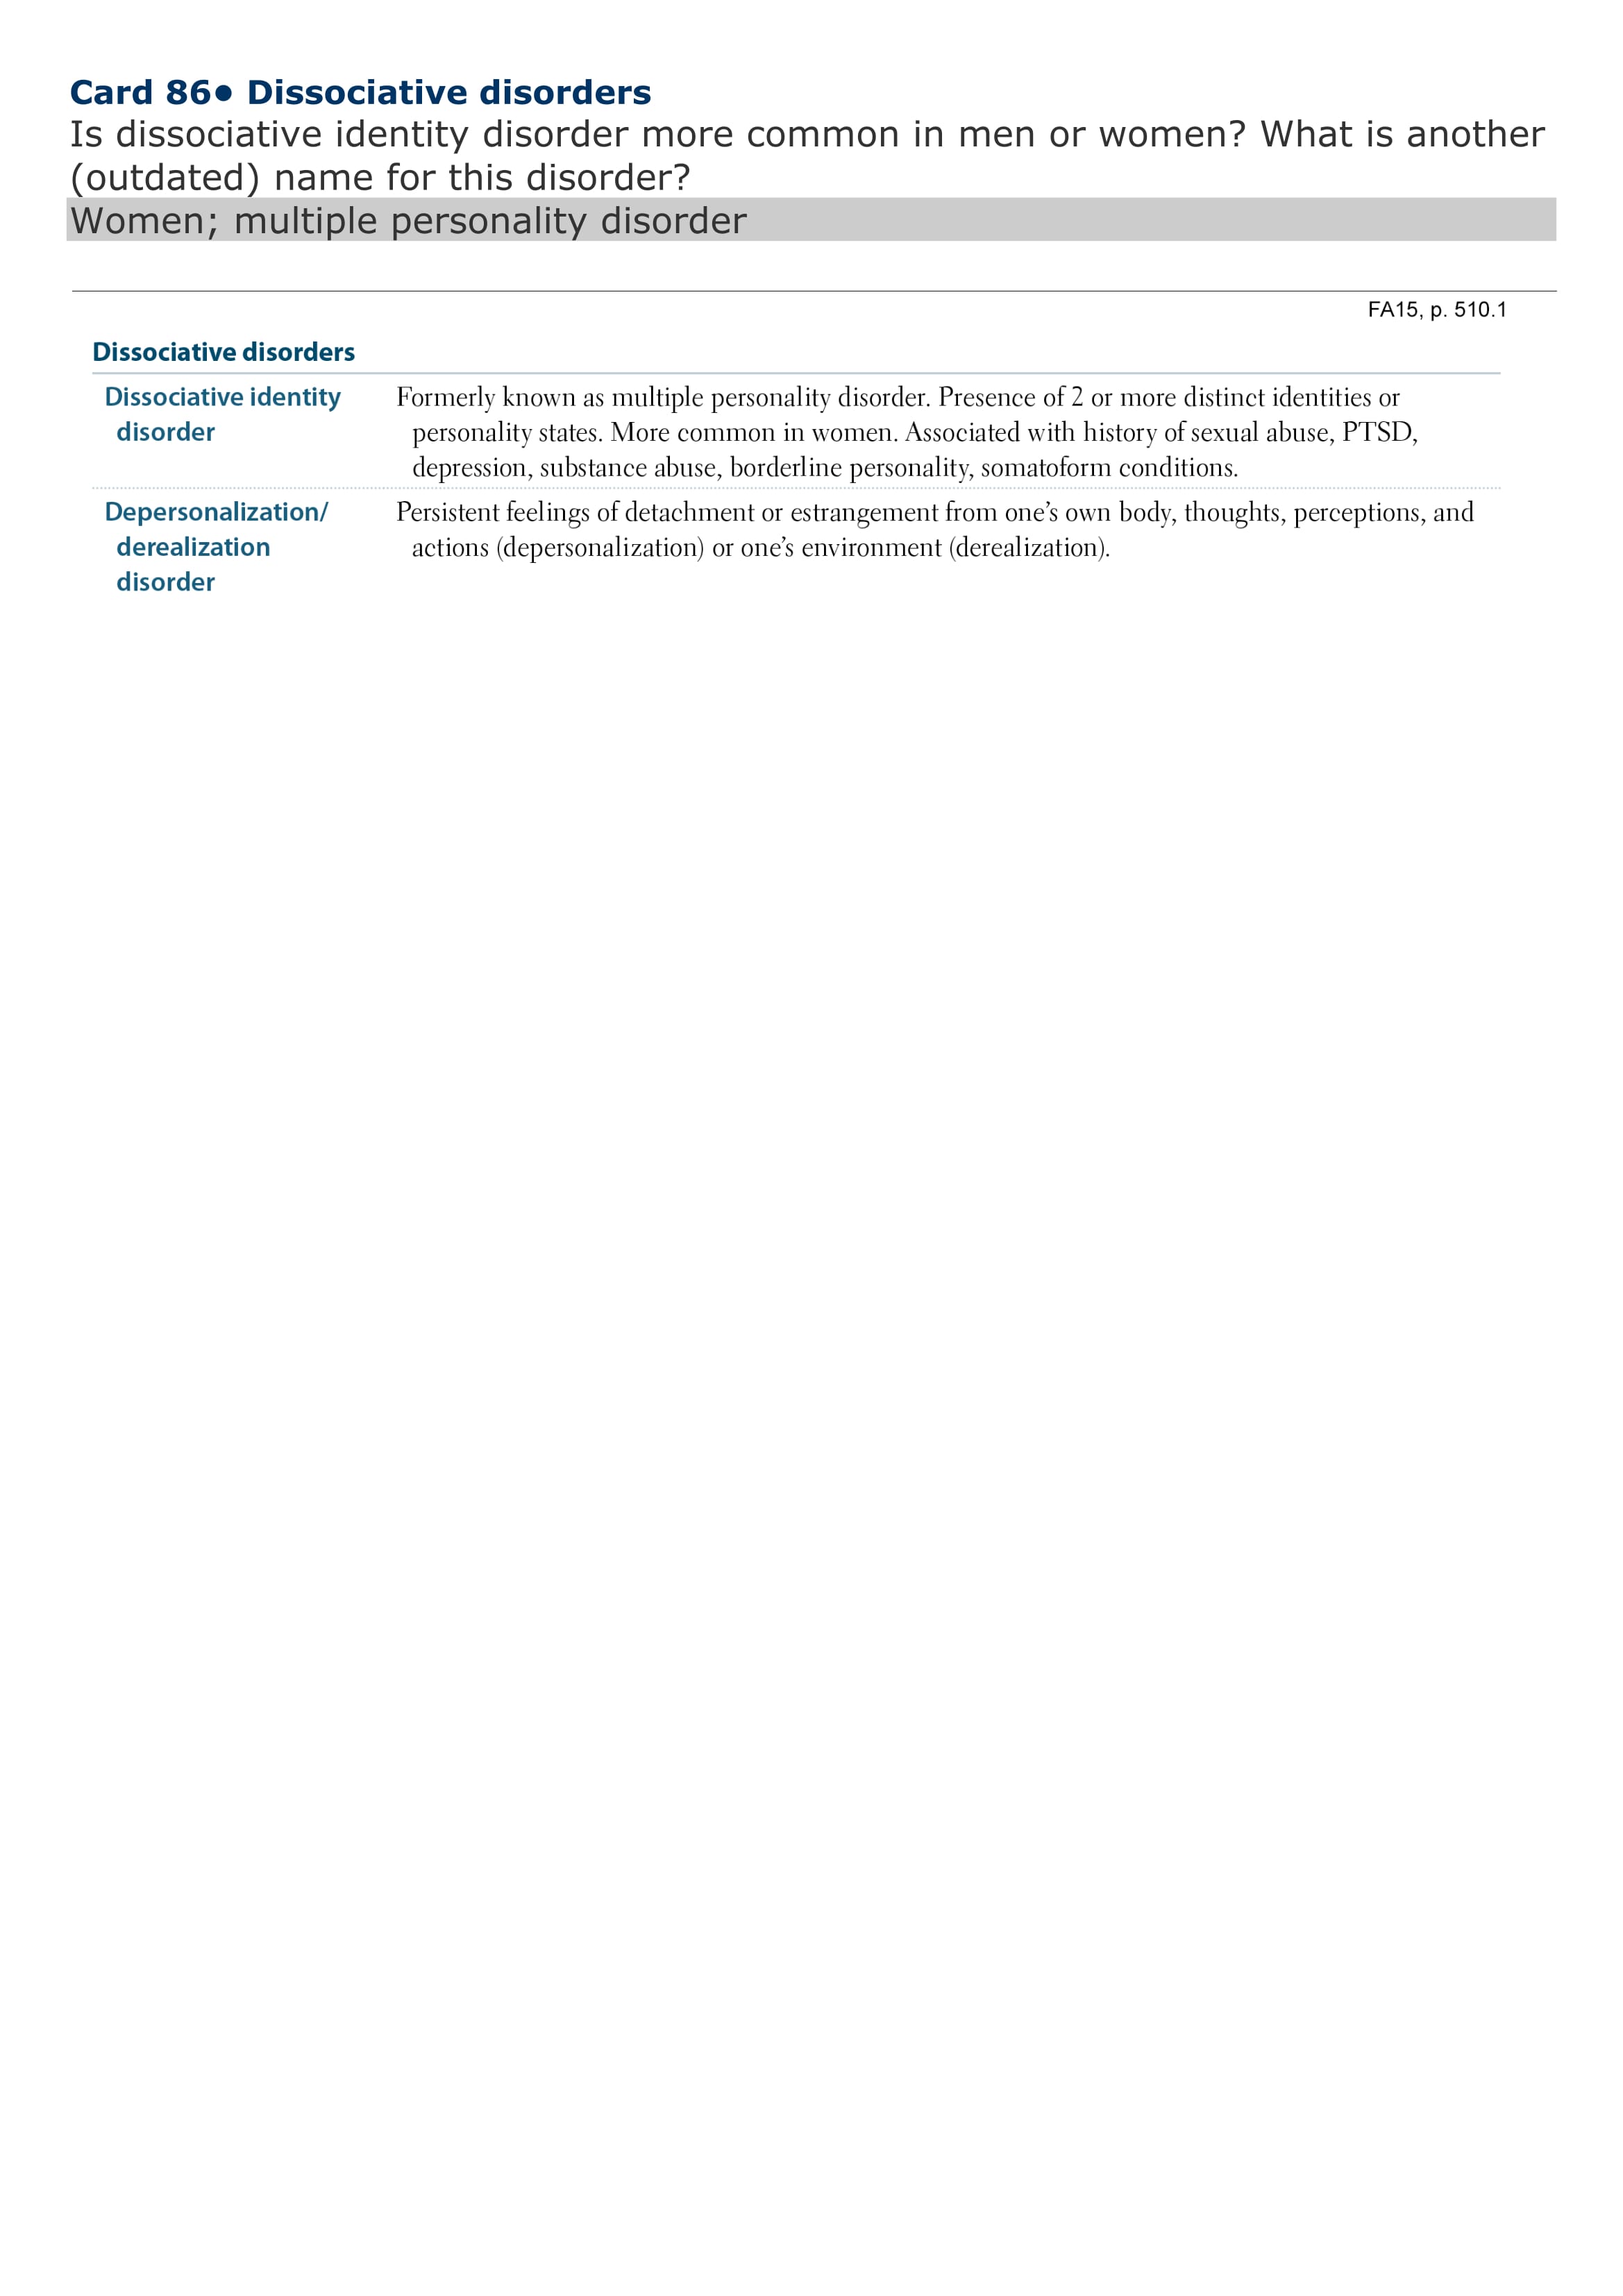 Card 86● Dissociative disorders
Is dissociative identity disorder more common in men or women? What is another
(outdated) name for this disorder?
Women; multiple personality disorder
FA15, p. 510.1
Dissociative disorders
Dissociative identity
disorder
Formerly known as multiple personality disorder. Presence of 2 or more distinct identities or
personality states. More common in women. Associated with history of sexual abuse, PTSD,
depression, substance abuse, borderline personality, somatoform conditions.
Depersonalization/
derealization
disorder
Persistent feelings of detachment or estrangement from one’s own body, thoughts, perceptions, and
actions (depersonalization) or one’s environment (derealization).